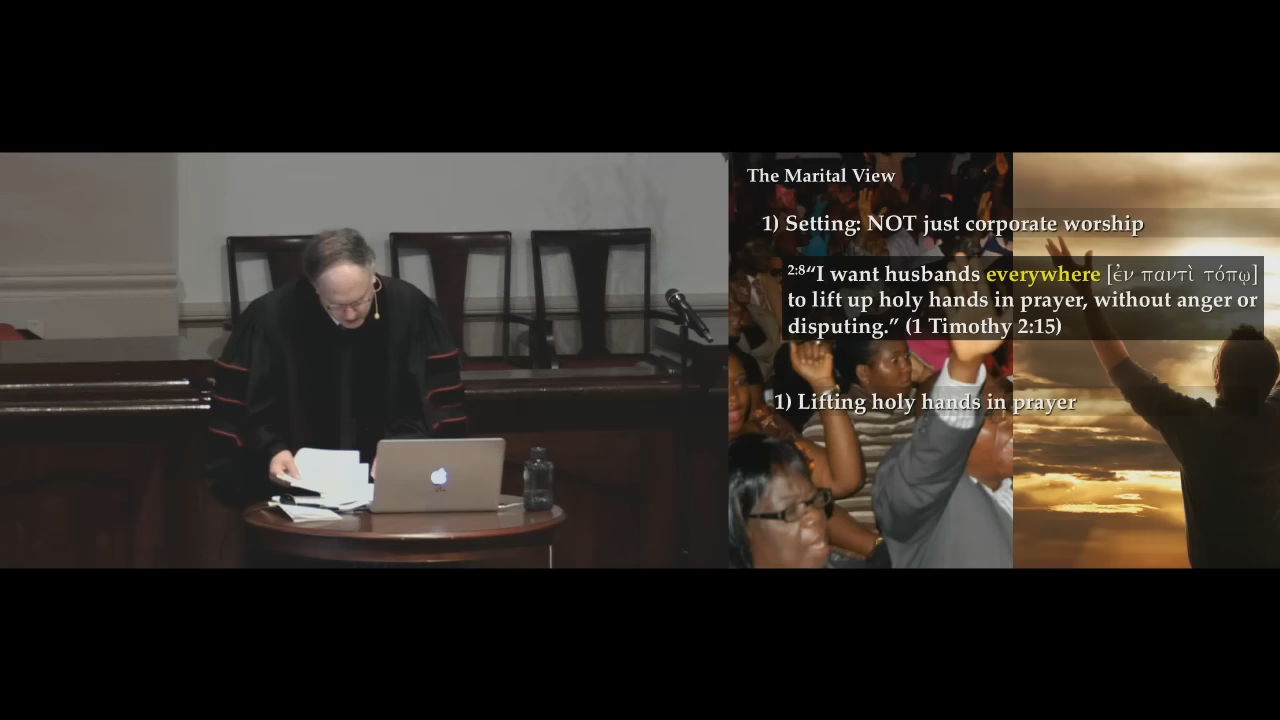 The Marital View
1) Setting: NOT just corporate worship
2:8“I want husbands everywhere [ἐν παντὶ τόπῳ]
to lift up holy hands in prayer, without anger or
disputing.” (1 Timothy 2:15)
1) Lifting holy hands in prayer